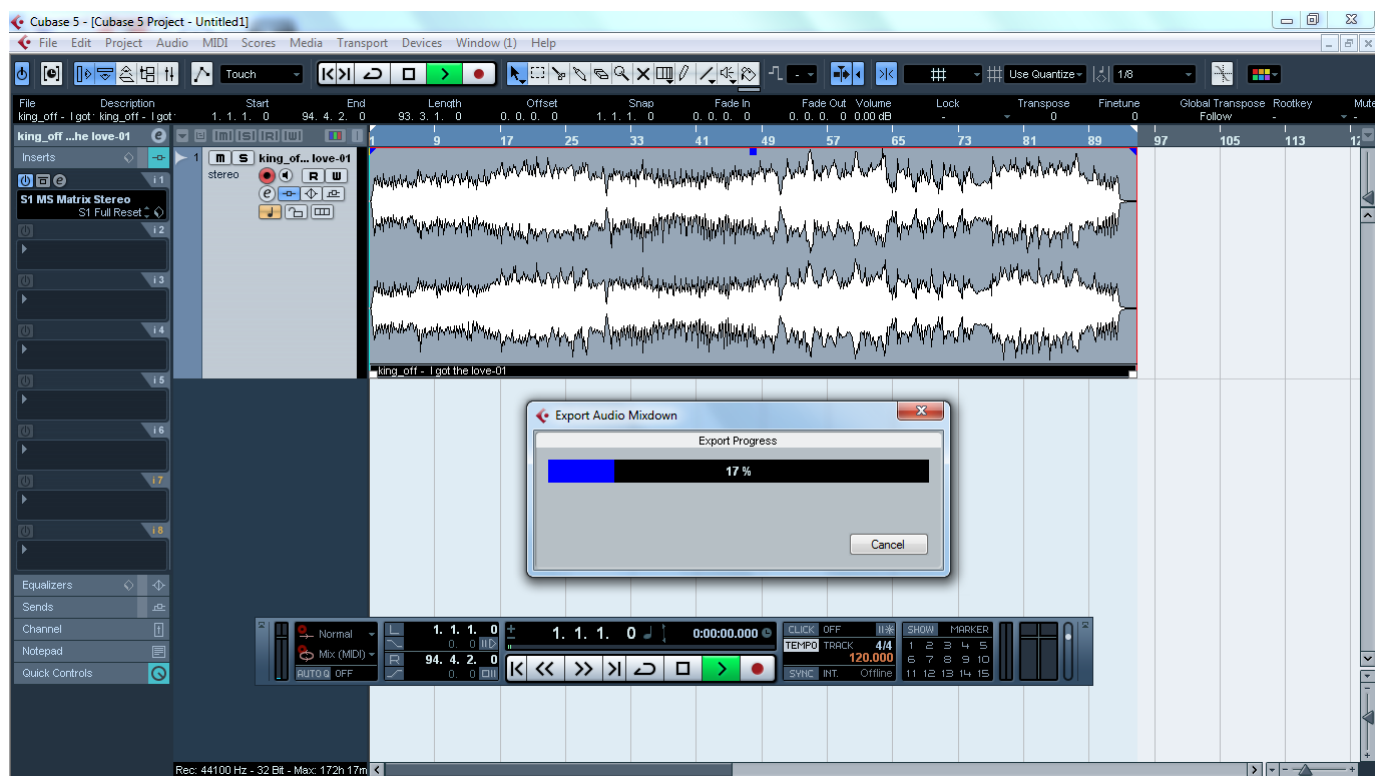 Cubase 5 - [Cubase 5 Project - Untitled1]
File Edit Project Audio MIDI Scores Media Transport Devices Window (1) Help
Touch - - Use Quantize 1/8
File Description Start End Length Offset Snap Fade In Fade Out Volume Lock Transpose Finetune Global Transpose Rootkey Mute
king_off - I got king_off - I got 1. 1. 1. 0 94. 4. 2. 0 93. 3. 1. 0 0. 0. 0. 0 1. 1. 1. 0 0. 0. 0. 0 0. 0. 0. 0 0.00 dB - 0 0 Follow - -
king_off ...he love-01 e m S R W 1 9 17 25 33 41 49 57 65 73 81 89 97 105 113
Inserts 1 m S king_of... love-01
e i 1 stereo R W
S1 MS Matrix Stereo e
S1 Full Reset
i 2
i 3
i 4
king_off - I got the love-01
i 5
Export Audio Mixdown
i 6 Export Progress
17 %
i 7
i 8
Cancel
Equalizers
Sends
Channel
Notepad
Quick Controls
Normal L 1. 1. 1. 0 1. 1. 1. 0 0:00:00.000 CLICK OFF SHOW MARKER
0. 0 TEMPO TRACK 4/4 1 2 3 4 5
Mix (MIDI) R 94. 4. 2. 0 120.000 6 7 8 9 10
AUTO Q OFF 0. 0 SYNC INT. Offline 11 12 13 14 15
Rec: 44100 Hz - 32 Bit - Max: 172h 17m